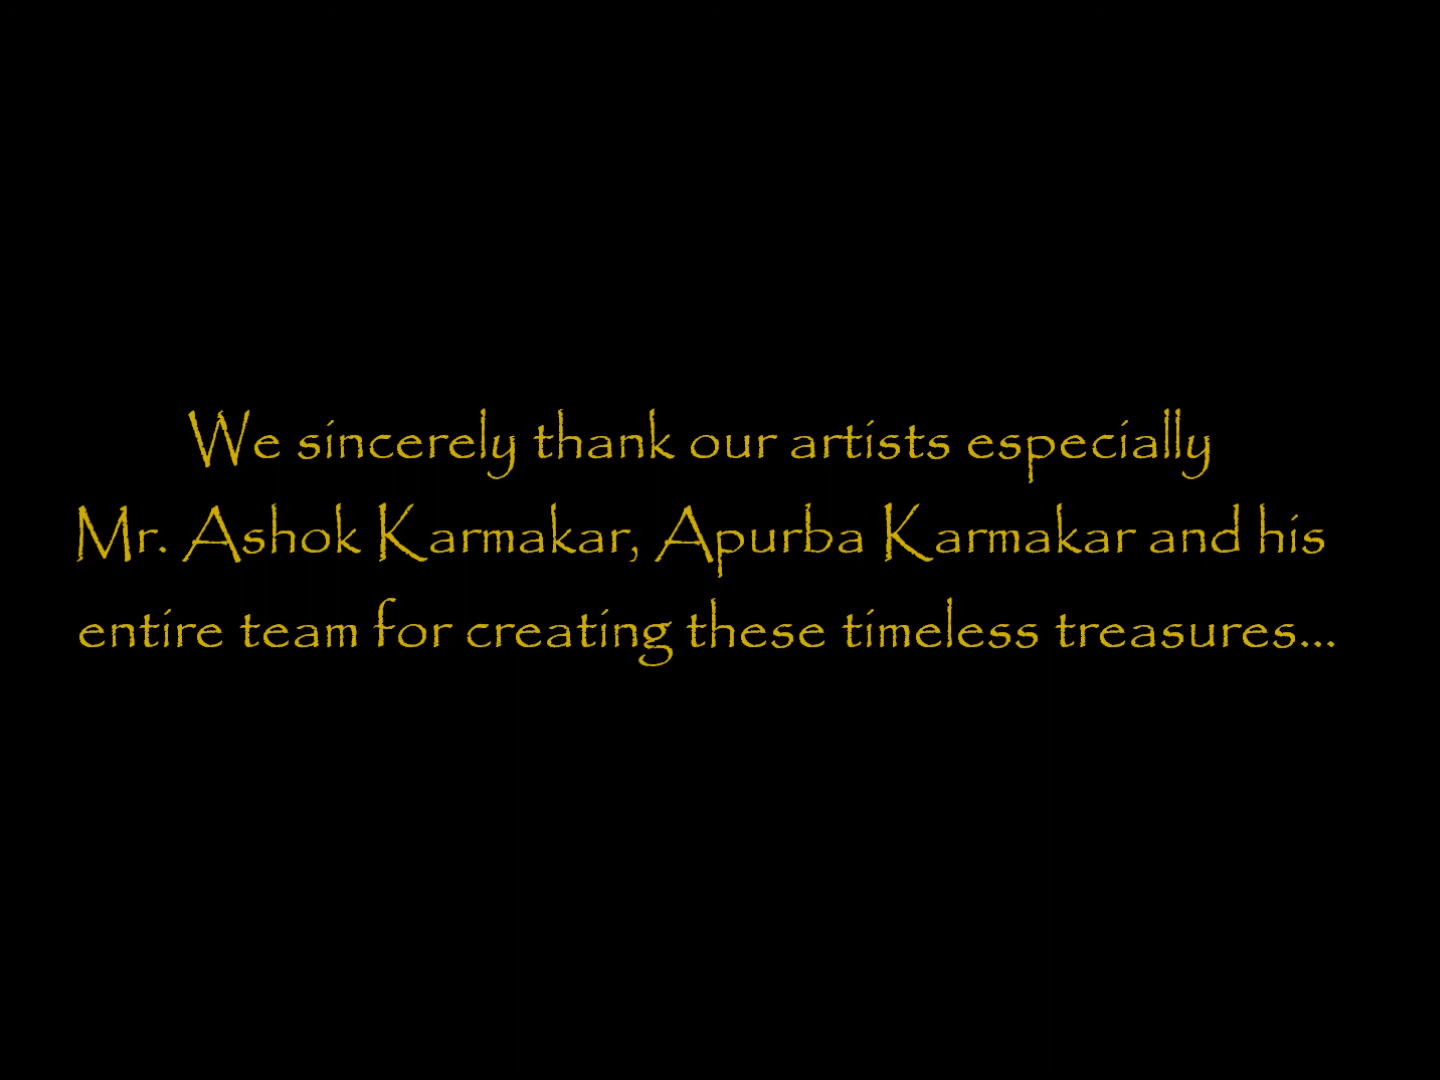 We sincerely thank our artists especially
Mr. Ashok Karmakar, Apurba Karmakar and his
entire team for creating these timeless treasures...